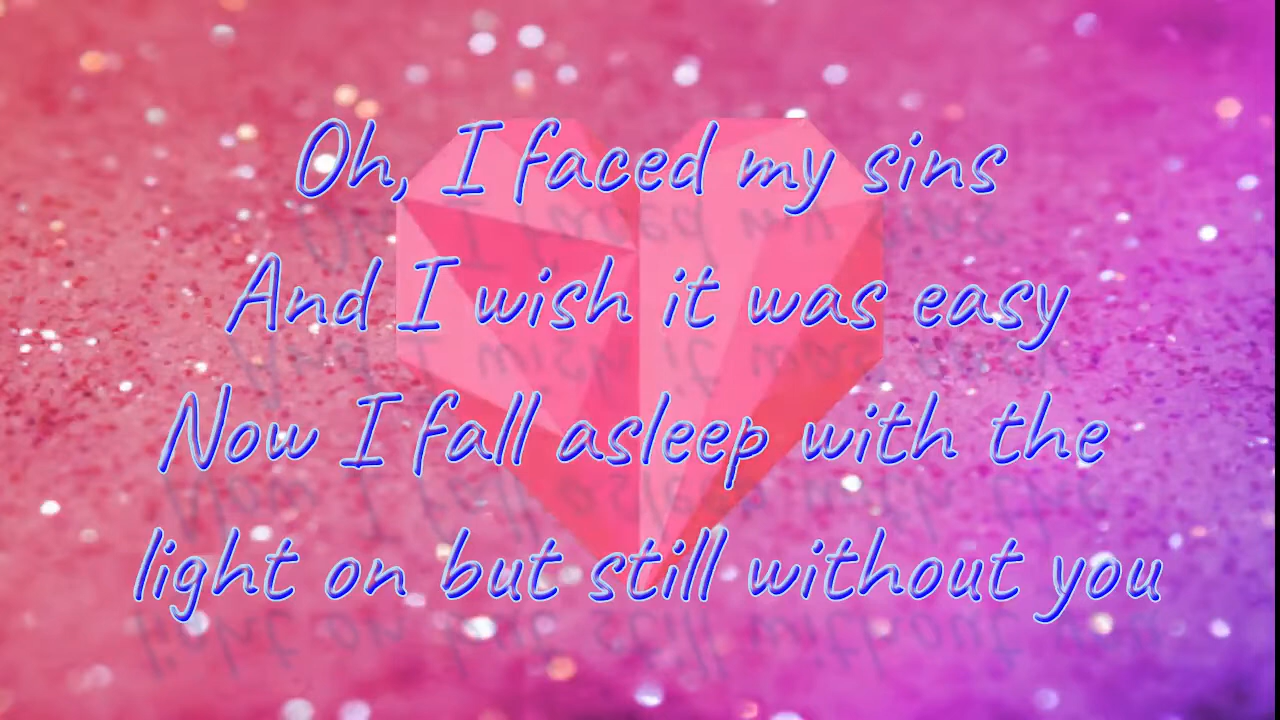 Oh, I faced my sins
And I wish it was easy
Now I fall asleep with the
light on but still without you